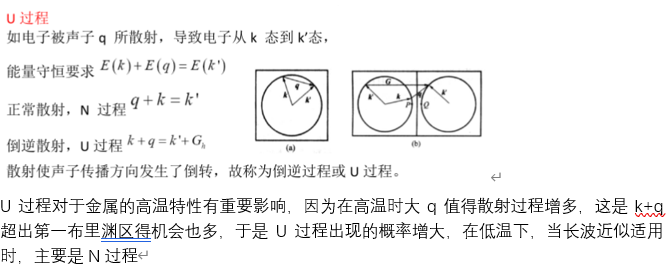 U 过程
如电子被声子 q 所散射，导致电子从 k 态到 k'态，
能量守恒要求 E(k)+E(q)=E(k')
正常散射，N 过程 q+k=k'
倒逆散射，U 过程 k+q=k'+Gₕ
(a)
(b)
G
k
k'
q
k'
k
P
Q
k'
散射使声子传播方向发生了倒转，故称为倒逆过程或 U 过程。
U 过程对于金属的高温特性有重要影响，因为在高温时大 q 值得散射过程增多，这是 k+q
超出第一布里渊区得机会也多，于是 U 过程出现的概率增大，在低温下，当长波近似适用
时，主要是 N 过程